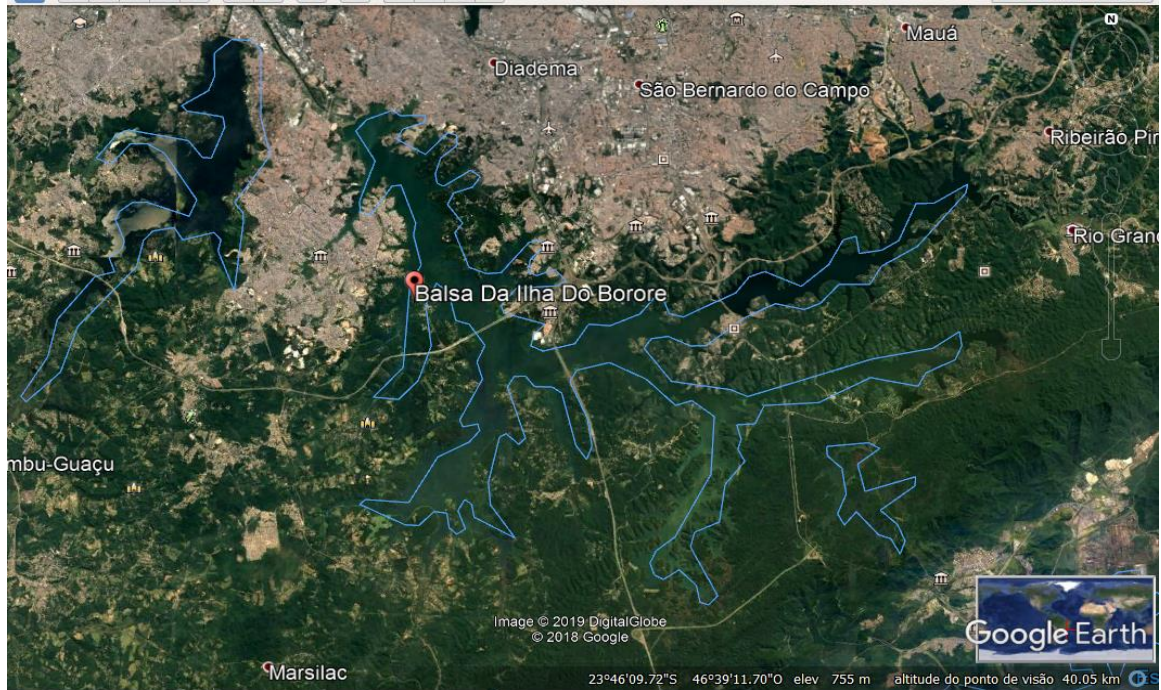 N
Mauá
Diadema
São Bernardo do Campo
Ribeirão Pir
Rio Grand
Balsa Da Ilha Do Borore
mbu-Guaçu
Image © 2019 DigitalGlobe
© 2018 Google
Google Earth
Marsilac
23°46'09.72"S 46°39'11.70"O elev 755 m altitude do ponto de visão 40.05 km